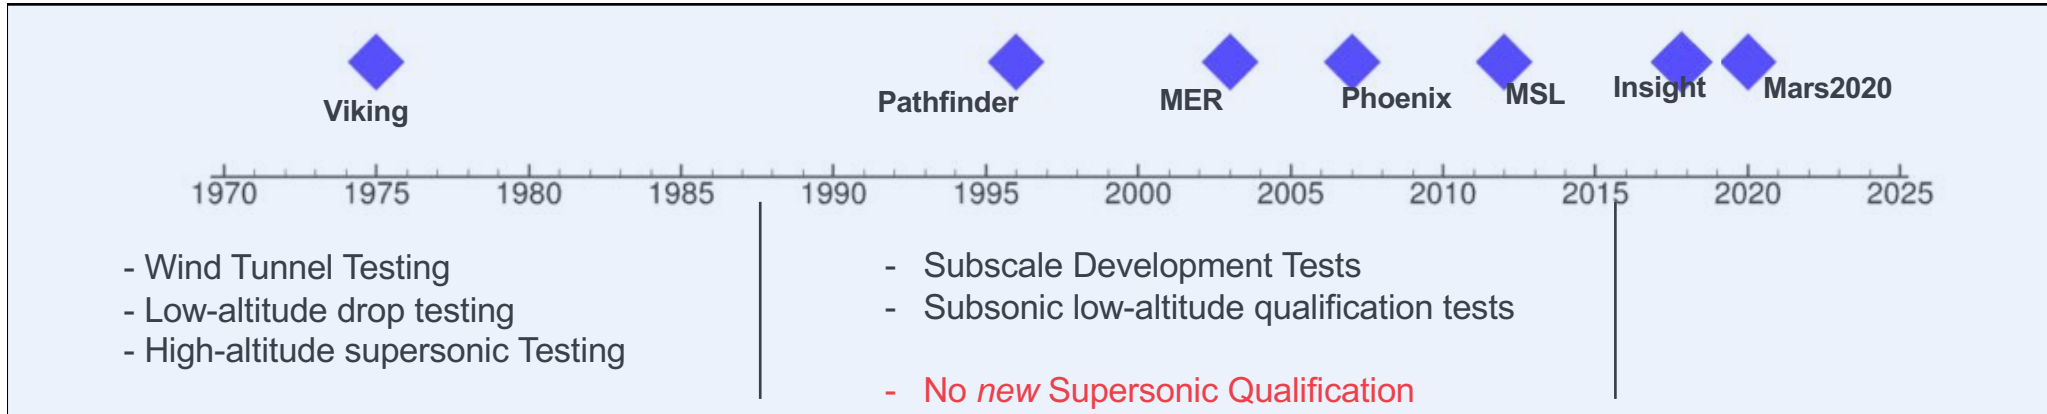 Viking
Pathfinder
MER
Phoenix
MSL
Insight
Mars2020
1970 1975 1980 1985 1990 1995 2000 2005 2010 2015 2020 2025
- Wind Tunnel Testing
- Low-altitude drop testing
- High-altitude supersonic Testing
- Subscale Development Tests
- Subsonic low-altitude qualification tests
- No new Supersonic Qualification